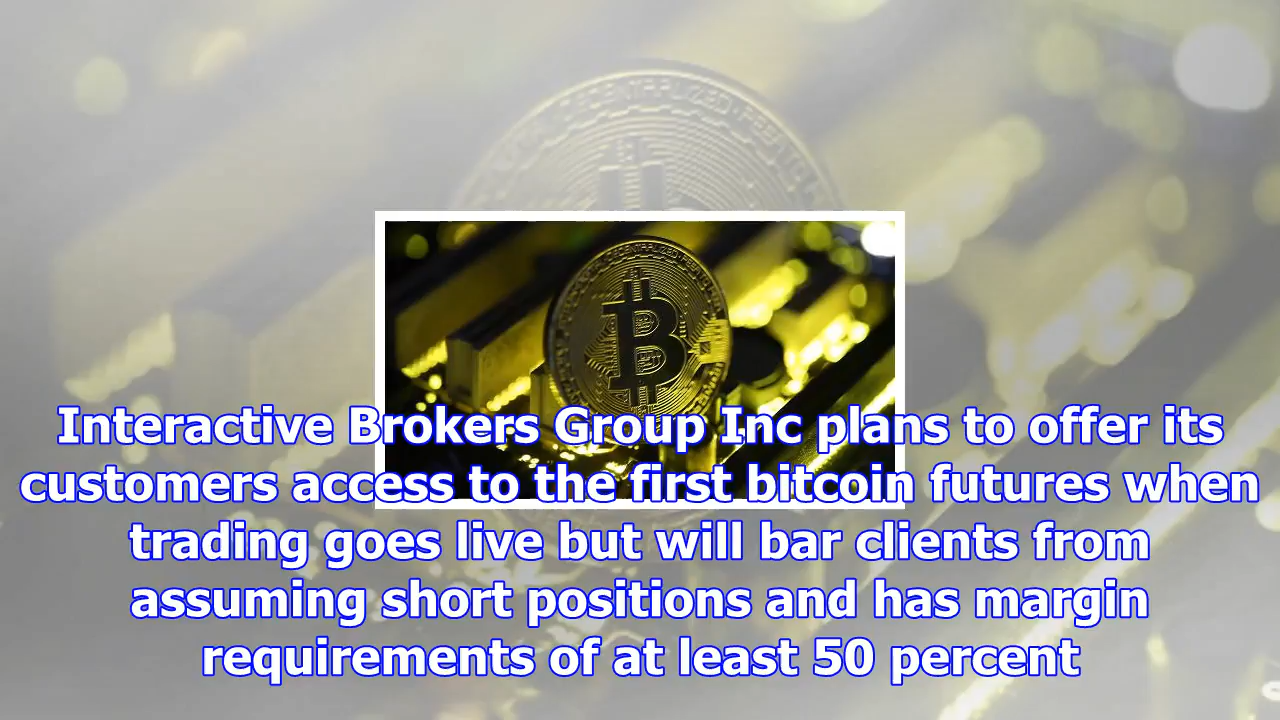 DECENTRALIZED
Interactive Brokers Group Inc plans to offer its
customers access to the first bitcoin futures when
trading goes live but will bar clients from
assuming short positions and has margin
requirements of at least 50 percent